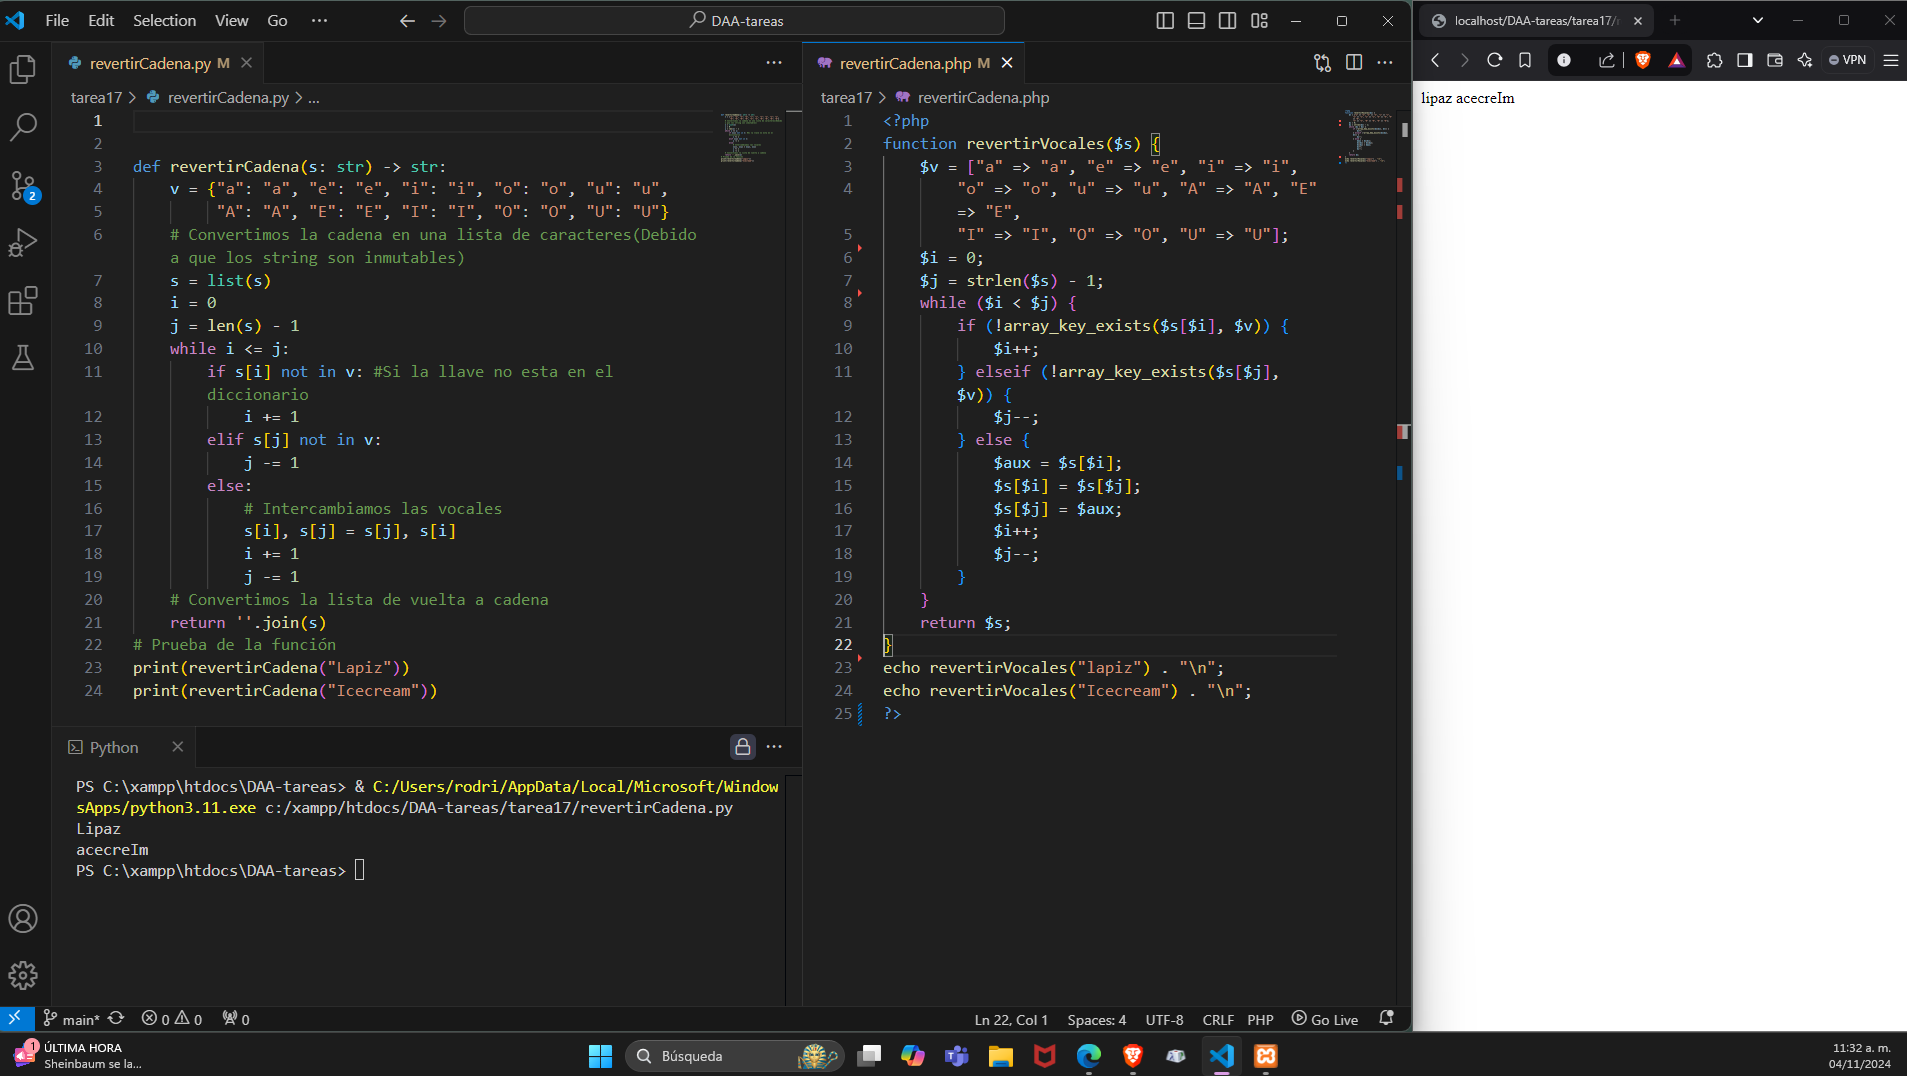 File Edit Selection View Go ··· DAA-tareas
revertirCadena.py M
tarea17 > revertirCadena.py > ...
1
2
3 def revertirCadena(s: str) -> str:
4 v = {"a": "a", "e": "e", "i": "i", "o": "o", "u": "u",
5 "A": "A", "E": "E", "I": "I", "O": "O", "U": "U"}
6 # Convertimos la cadena en una lista de caracteres(Debido
a que los string son inmutables)
7 s = list(s)
8 i = 0
9 j = len(s) - 1
10 while i <= j:
11 if s[i] not in v: #Si la llave no esta en el
diccionario
12 i += 1
13 elif s[j] not in v:
14 j -= 1
15 else:
16 # Intercambiamos las vocales
17 s[i], s[j] = s[j], s[i]
18 i += 1
19 j -= 1
20 # Convertimos la lista de vuelta a cadena
21 return ''.join(s)
22 # Prueba de la función
23 print(revertirCadena("Lapiz"))
24 print(revertirCadena("Icecream"))
Python
PS C:\xampp\htdocs\DAA-tareas> & C:/Users/rodri/AppData/Local/Microsoft/Window
sApps/python3.11.exe c:/xampp/htdocs/DAA-tareas/tarea17/revertirCadena.py
Lipaz
acecreIm
PS C:\xampp\htdocs\DAA-tareas>
revertirCadena.php M
tarea17 > revertirCadena.php
1 <?php
2 function revertirVocales($s) {
3 $v = ["a" => "a", "e" => "e", "i" => "i",
4 "o" => "o", "u" => "u", "A" => "A", "E"
=> "E",
5 "I" => "I", "O" => "O", "U" => "U"];
6 $i = 0;
7 $j = strlen($s) - 1;
8 while ($i < $j) {
9 if (!array_key_exists($s[$i], $v)) {
10 $i++;
11 } elseif (!array_key_exists($s[$j],
$v)) {
12 $j--;
13 } else {
14 $aux = $s[$i];
15 $s[$i] = $s[$j];
16 $s[$j] = $aux;
17 $i++;
18 $j--;
19 }
20 }
21 return $s;
22 }
23 echo revertirVocales("lapiz") . "\n";
24 echo revertirVocales("Icecream") . "\n";
25 ?>
2
main* 0 0 0
Ln 22, Col 1 Spaces: 4 UTF-8 CRLF PHP Go Live
localhost/DAA-tareas/tarea17/
VPN
lipaz acecreIm
1
ÚLTIMA HORA
Sheinbaum se la...
Búsqueda
11:32 a. m.
04/11/2024